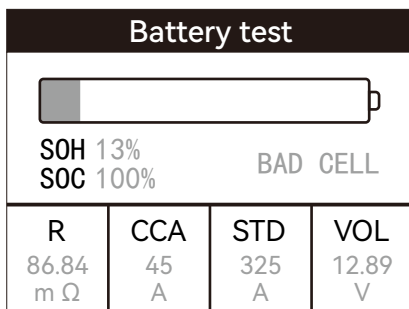 Battery test
SOH 13%
SOC 100%
BAD CELL
R CCA STD VOL
86.84 45 325 12.89
m Ω A A V